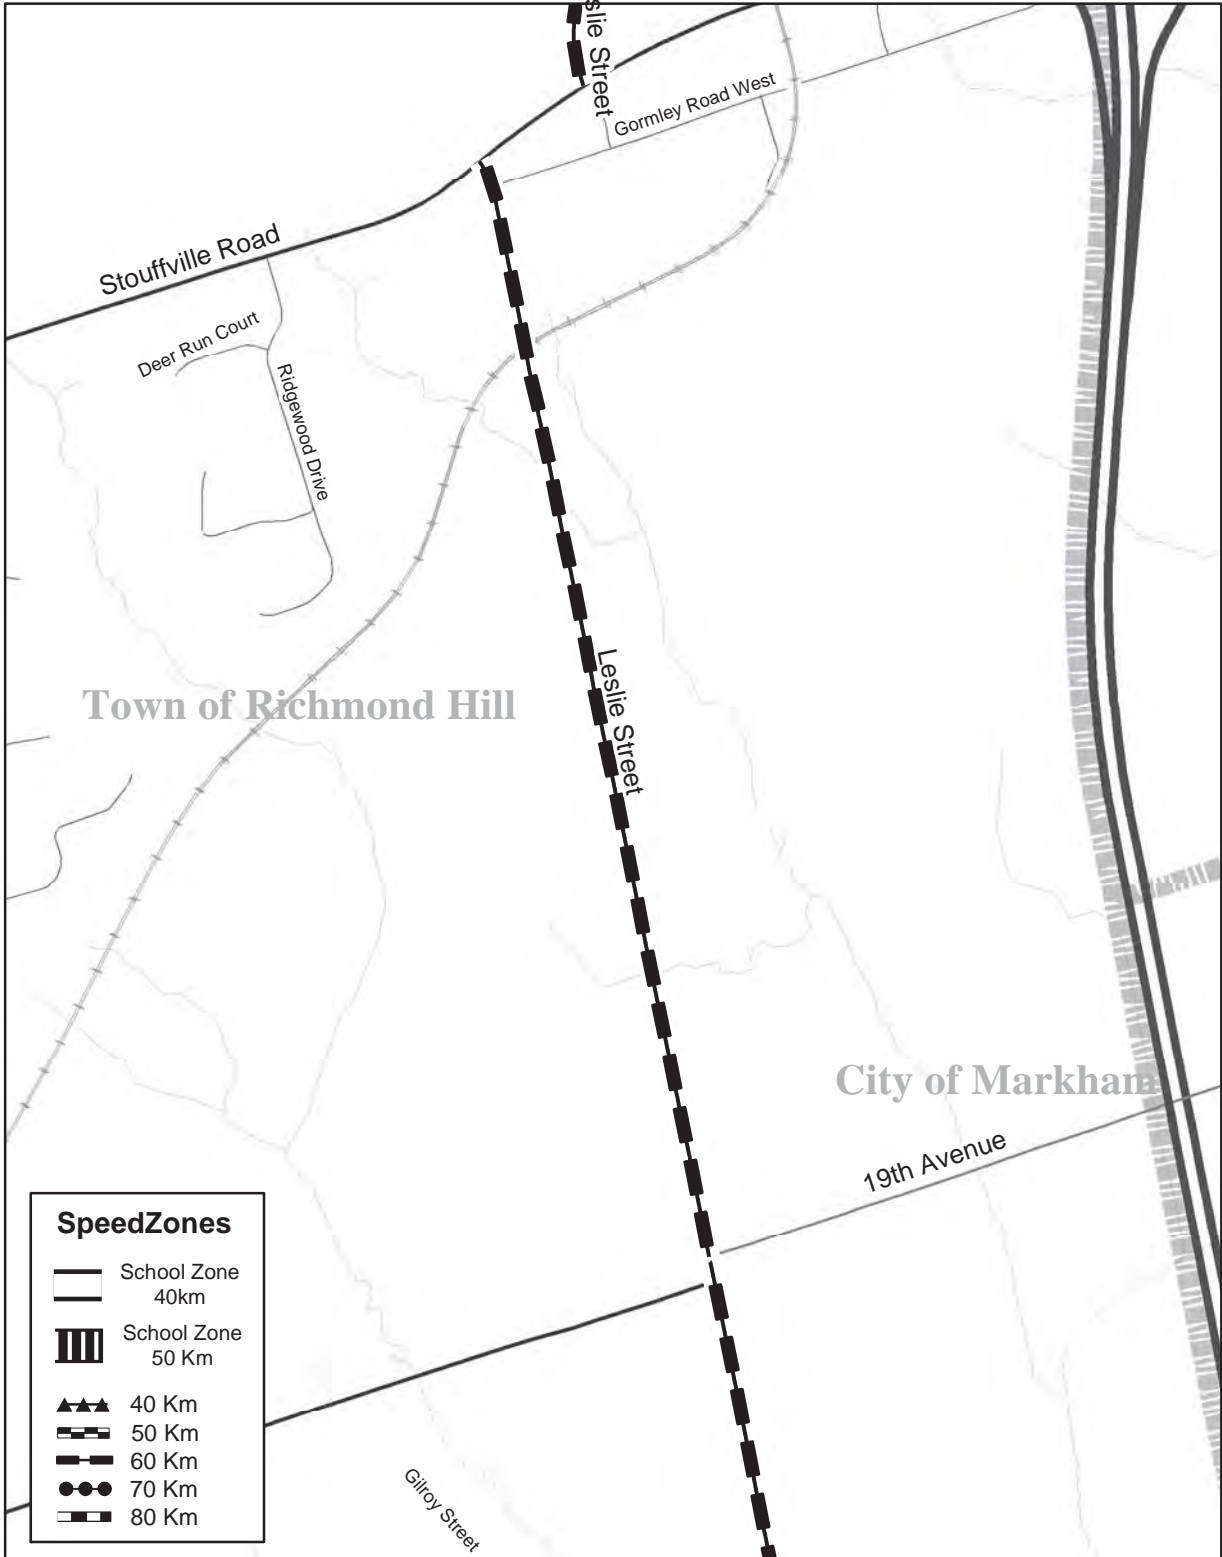 slie Street
Gormley Road West
Stouffville Road
Deer Run Court
Ridgewood Drive
Leslie Street
Town of Richmond Hill
City of Markham
19th Avenue
SpeedZones
School Zone
40km
School Zone
50 Km
40 Km
50 Km
60 Km
70 Km
80 Km
Gilroy Street